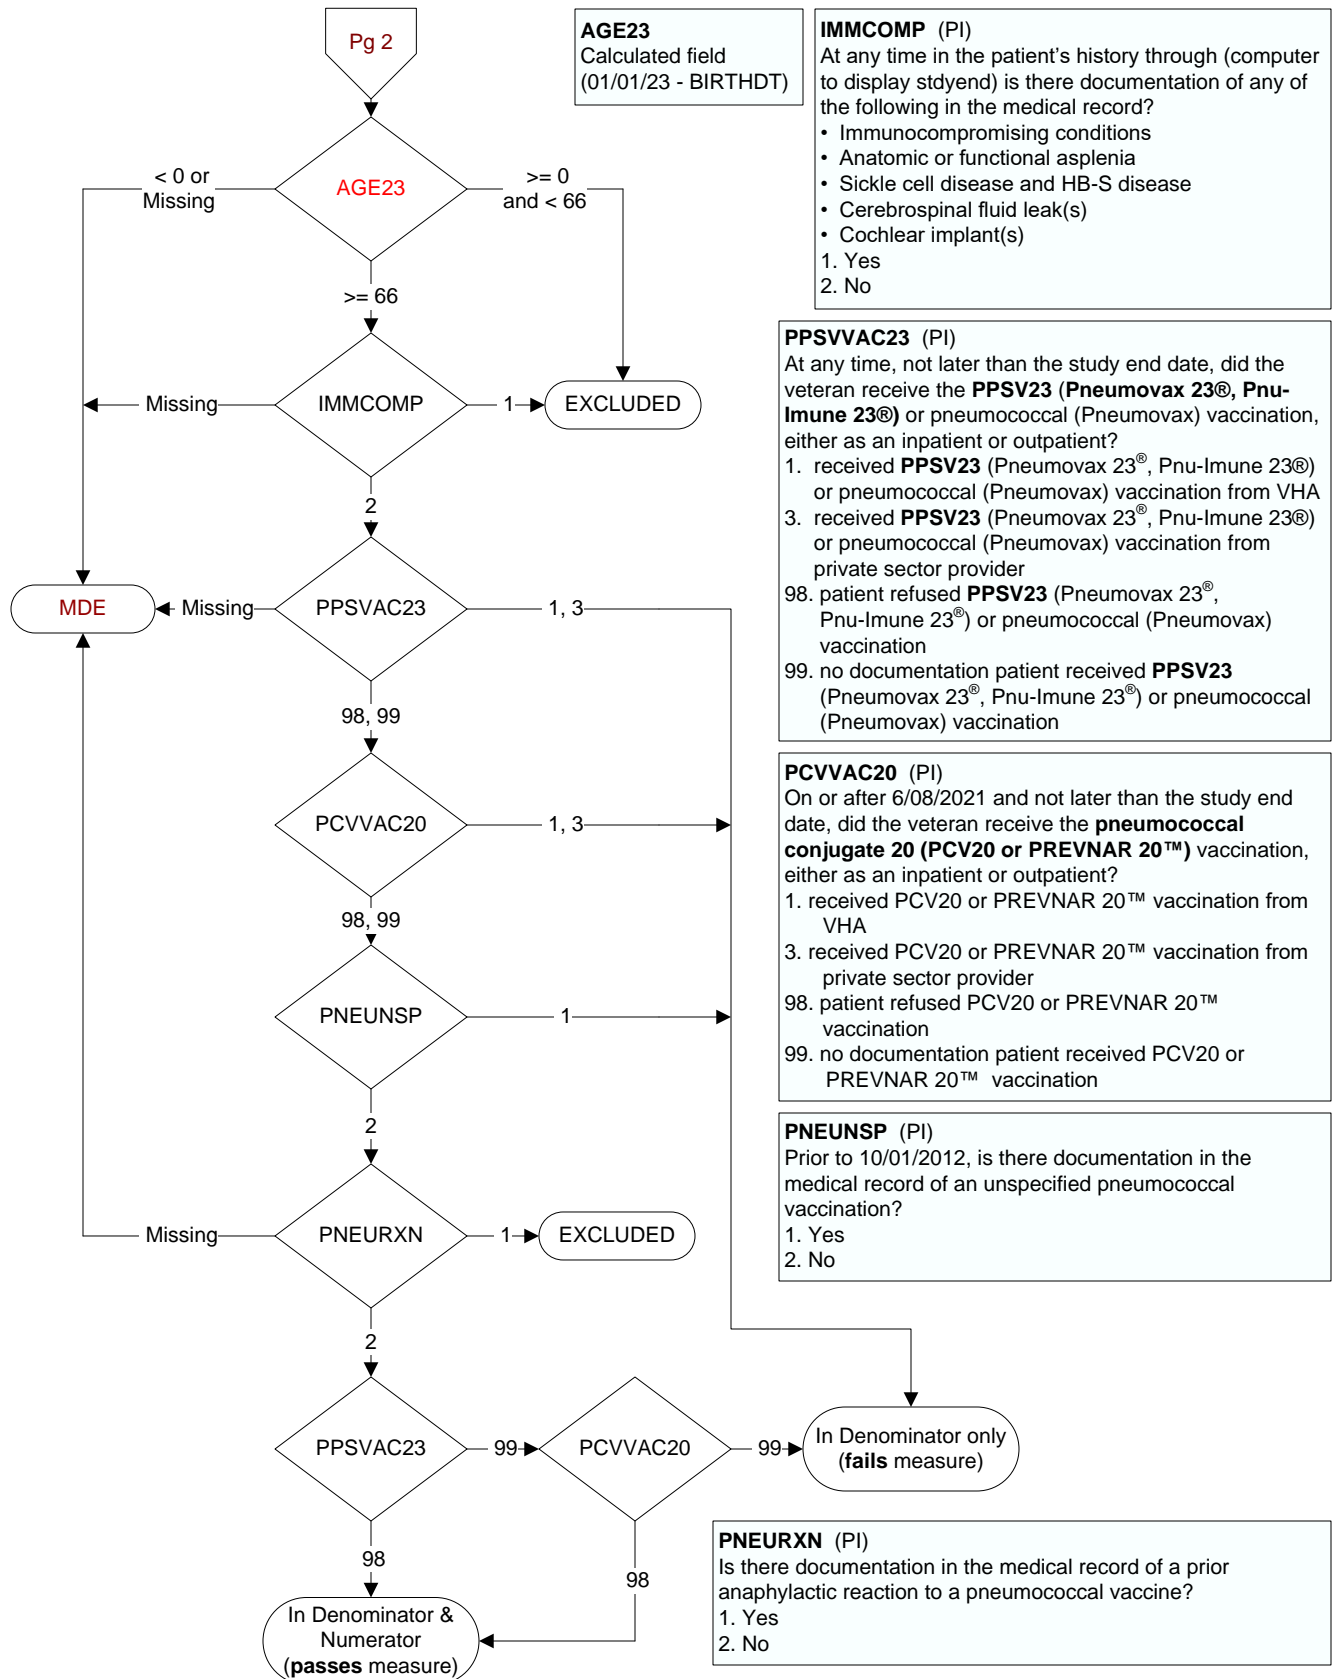 Pg 2
AGE23
Calculated field
(01/01/23 - BIRTHDT)
IMMCOMP (PI)
At any time in the patient’s history through (computer
to display stdyend) is there documentation of any of
the following in the medical record?
• Immunocompromising conditions
• Anatomic or functional asplenia
• Sickle cell disease and HB-S disease
• Cerebrospinal fluid leak(s)
• Cochlear implant(s)
1. Yes
2. No
AGE23
< 0 or
Missing
>= 0
and < 66
>= 66
IMMCOMP
Missing
1
EXCLUDED
2
PPSVVAC23 (PI)
At any time, not later than the study end date, did the
veteran receive the PPSV23 (Pneumovax 23®, Pnu-
Imune 23®) or pneumococcal (Pneumovax) vaccination,
either as an inpatient or outpatient?
1. received PPSV23 (Pneumovax 23®, Pnu-Imune 23®)
or pneumococcal (Pneumovax) vaccination from VHA
3. received PPSV23 (Pneumovax 23®, Pnu-Imune 23®)
or pneumococcal (Pneumovax) vaccination from
private sector provider
98. patient refused PPSV23 (Pneumovax 23®,
Pnu-Imune 23®) or pneumococcal (Pneumovax)
vaccination
99. no documentation patient received PPSV23
(Pneumovax 23®, Pnu-Imune 23®) or pneumococcal
(Pneumovax) vaccination
MDE
Missing
PPSVAC23
1, 3
98, 99
PCVVAC20
1, 3
98, 99
PCVVAC20 (PI)
On or after 6/08/2021 and not later than the study end
date, did the veteran receive the pneumococcal
conjugate 20 (PCV20 or PREVNAR 20™) vaccination,
either as an inpatient or outpatient?
1. received PCV20 or PREVNAR 20™ vaccination from
VHA
3. received PCV20 or PREVNAR 20™ vaccination from
private sector provider
98. patient refused PCV20 or PREVNAR 20™
vaccination
99. no documentation patient received PCV20 or
PREVNAR 20™ vaccination
PNEUNSP
1
2
PNEUNSP (PI)
Prior to 10/01/2012, is there documentation in the
medical record of an unspecified pneumococcal
vaccination?
1. Yes
2. No
Missing
PNEURXN
1
EXCLUDED
2
PPSVAC23
99
PCVVAC20
99
In Denominator only
(fails measure)
98
98
In Denominator &
Numerator
(passes measure)
PNEURXN (PI)
Is there documentation in the medical record of a prior
anaphylactic reaction to a pneumococcal vaccine?
1. Yes
2. No